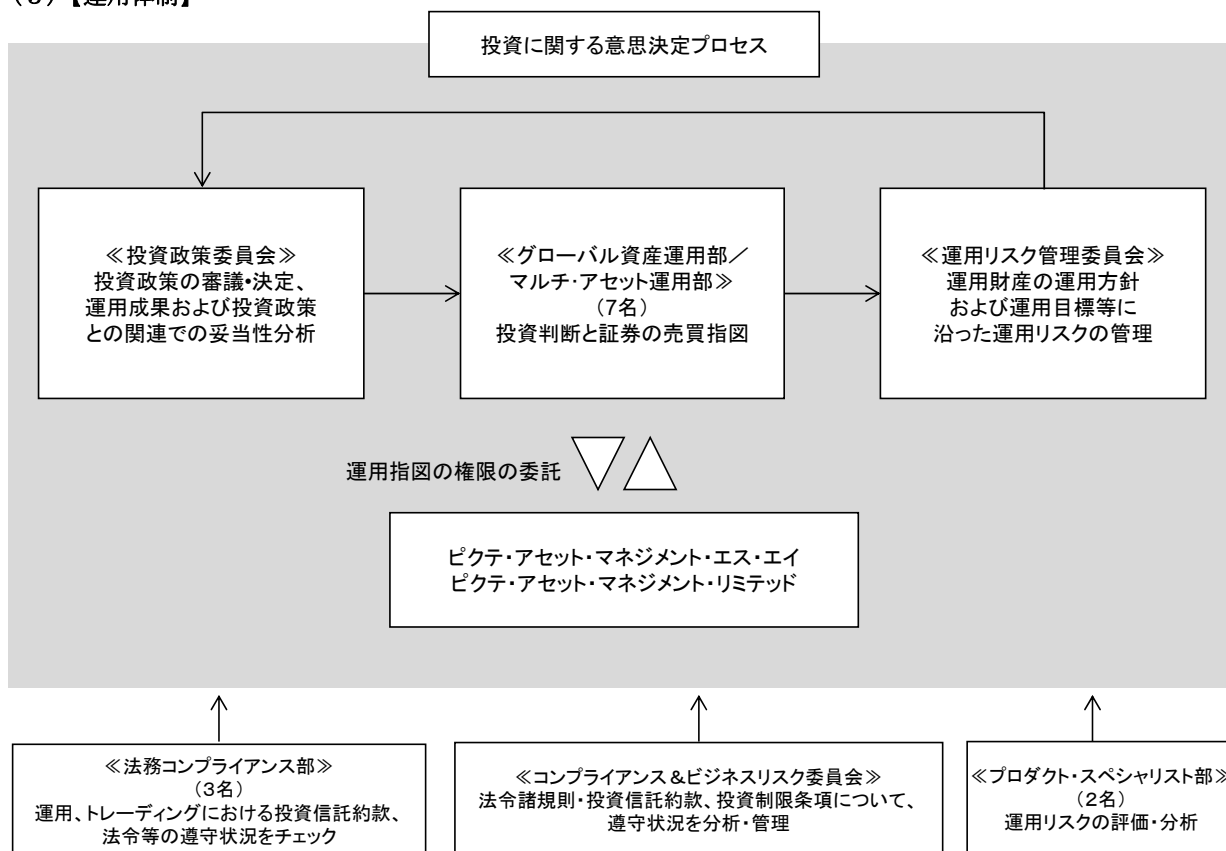 (3)【運用体制】
投資に関する意思決定プロセス
≪投資政策委員会≫
投資政策の審議・決定、
運用成果および投資政策
との関連での妥当性分析
≪グローバル資産運用部／
マルチ・アセット運用部≫
(7名)
投資判断と証券の売買指図
≪運用リスク管理委員会≫
運用財産の運用方針
および運用目標等に
沿った運用リスクの管理
運用指図の権限の委託
ピクテ・アセット・マネジメント・エス・エイ
ピクテ・アセット・マネジメント・リミテッド
≪法務コンプライアンス部≫
(3名)
運用、トレーディングにおける投資信託約款、
法令等の遵守状況をチェック
≪コンプライアンス＆ビジネスリスク委員会≫
法令諸規則・投資信託約款、投資制限条項について、
遵守状況を分析・管理
≪プロダクト・スペシャリスト部≫
(2名)
運用リスクの評価・分析